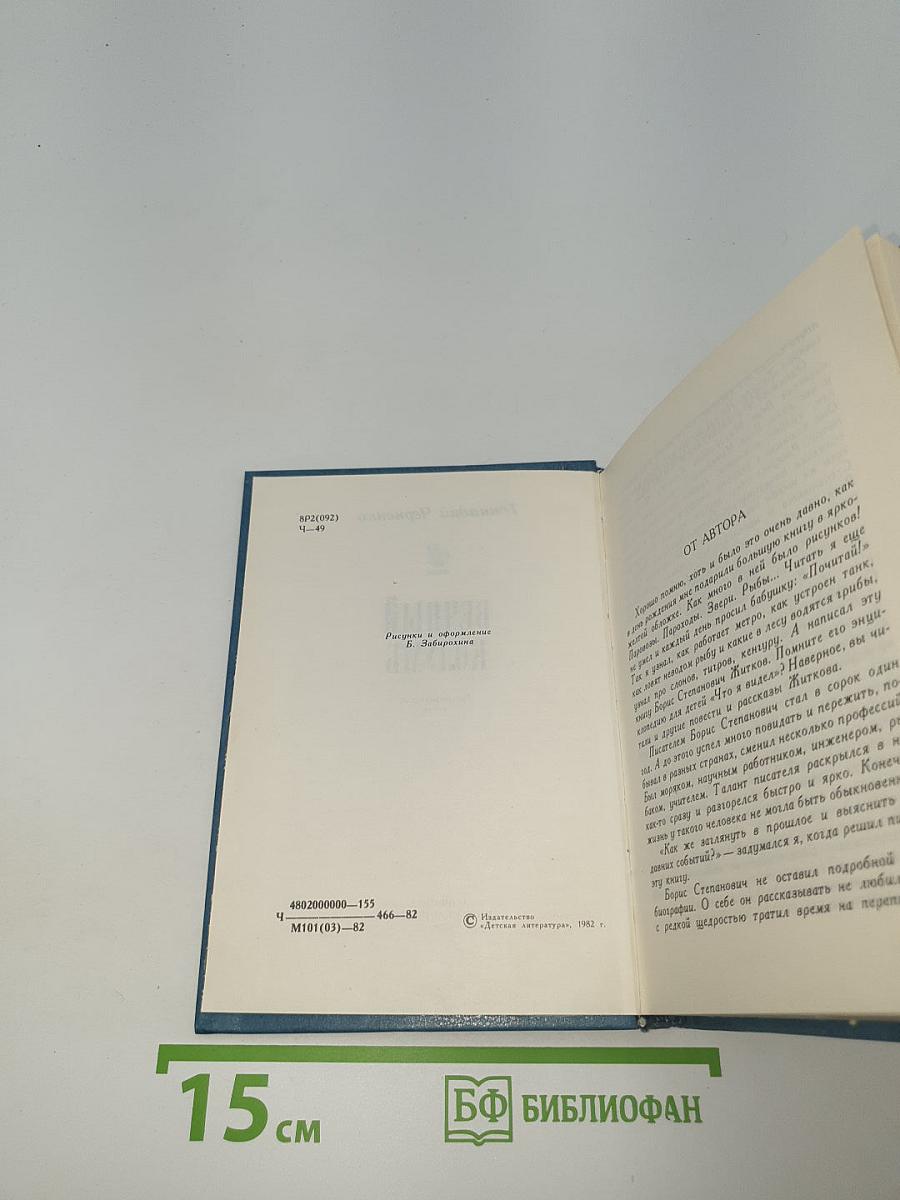 8Р2(092)
Ч—49
Рисунки и оформление
Б. Забирохина
4802000000—155
Ч————466—82
М101(03)—82
© Издательство
«Детская литература», 1982 г.
ОТ АВТОРА
Хорошо помню, хоть и было это очень давно, как
в день рождения мне подарили большую книгу в ярко-
желтой обложке. Как много в ней было рисунков!
Паровозы. Пароходы. Звери. Рыбы... Читать я еще
не умел и каждый день просил бабушку: «Почитай!»
Так я узнал, как работает метро, как устроен танк,
как ловят неводом рыбу и какие в лесу водятся грибы,
узнал про слонов, тигров, кенгуру. А написал эту
книгу Борис Степанович Житков. Помните его энци-
клопедию для детей «Что я видел»? Наверное, вы чи-
тали и другие повести и рассказы Житкова.
Писателем Борис Степанович стал в сорок один
год. А до этого успел много повидать и пережить, по-
бывал в разных странах, сменил несколько профессий
Был моряком, научным работником, инженером, ры
баком, учителем. Талант писателя раскрылся в н
как-то сразу и разгорелся быстро и ярко. Конеч
жизнь у такого человека не могла быть обыкновенн
«Как же заглянуть в прошлое и выяснить
давних событий?» — задумался я, когда решил пи
эту книгу.
Борис Степанович не оставил подробной
биографии. О себе он рассказывать не любил
с редкой щедростью тратил время на перепи
15 см
БФ БИБЛИОФАН